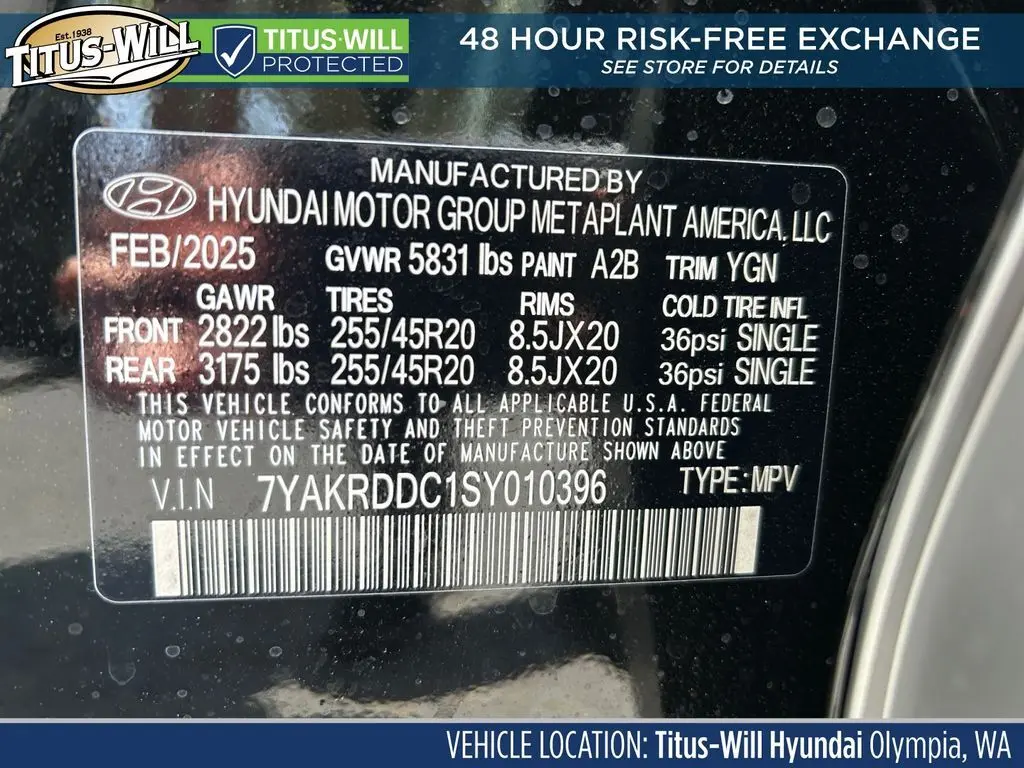 Est.1938
TITUS-WILL
TITUS-WILL
PROTECTED
48 HOUR RISK-FREE EXCHANGE
SEE STORE FOR DETAILS
MANUFACTURED BY
HYUNDAI MOTOR GROUP METAPLANT AMERICA, LLC
FEB/2025 GVWR 5831 lbs PAINT A2B TRIM YGN
GAWR TIRES RIMS COLD TIRE INFL
FRONT 2822 lbs 255/45R20 8.5JX20 36psi SINGLE
REAR 3175 lbs 255/45R20 8.5JX20 36psi SINGLE
THIS VEHICLE CONFORMS TO ALL APPLICABLE U.S.A. FEDERAL
MOTOR VEHICLE SAFETY AND THEFT PREVENTION STANDARDS
IN EFFECT ON THE DATE OF MANUFACTURE SHOWN ABOVE
V.I.N 7YAKRDDC1SY010396 TYPE: MPV
VEHICLE LOCATION: Titus-Will Hyundai Olympia, WA